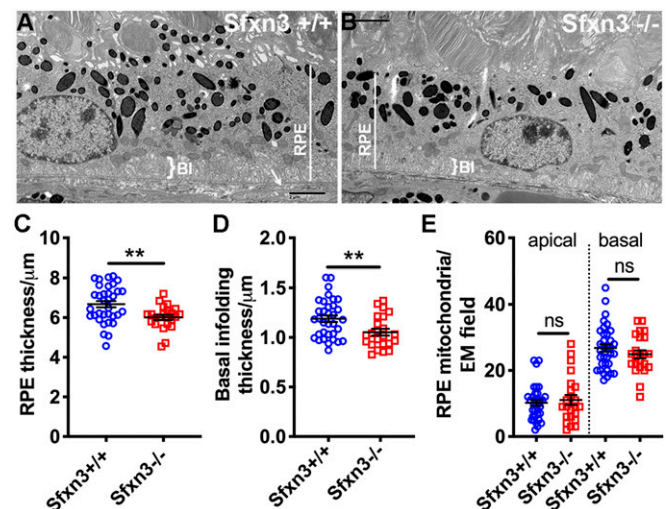 A Sfxn3 +/+
B Sfxn3 -/-
RPE
}BI
RPE
}BI
C
RPE thickness/μm
10
8
6
4
2
0
**
Sfxn3+/+
Sfxn3-/-
D
Basal infolding
thickness/μm
2.0
1.5
1.0
0.5
0.0
**
Sfxn3+/+
Sfxn3-/-
E
RPE mitochondria/
EM field
60
40
20
0
apical
basal
ns
ns
Sfxn3+/+
Sfxn3-/-
Sfxn3+/+
Sfxn3-/-